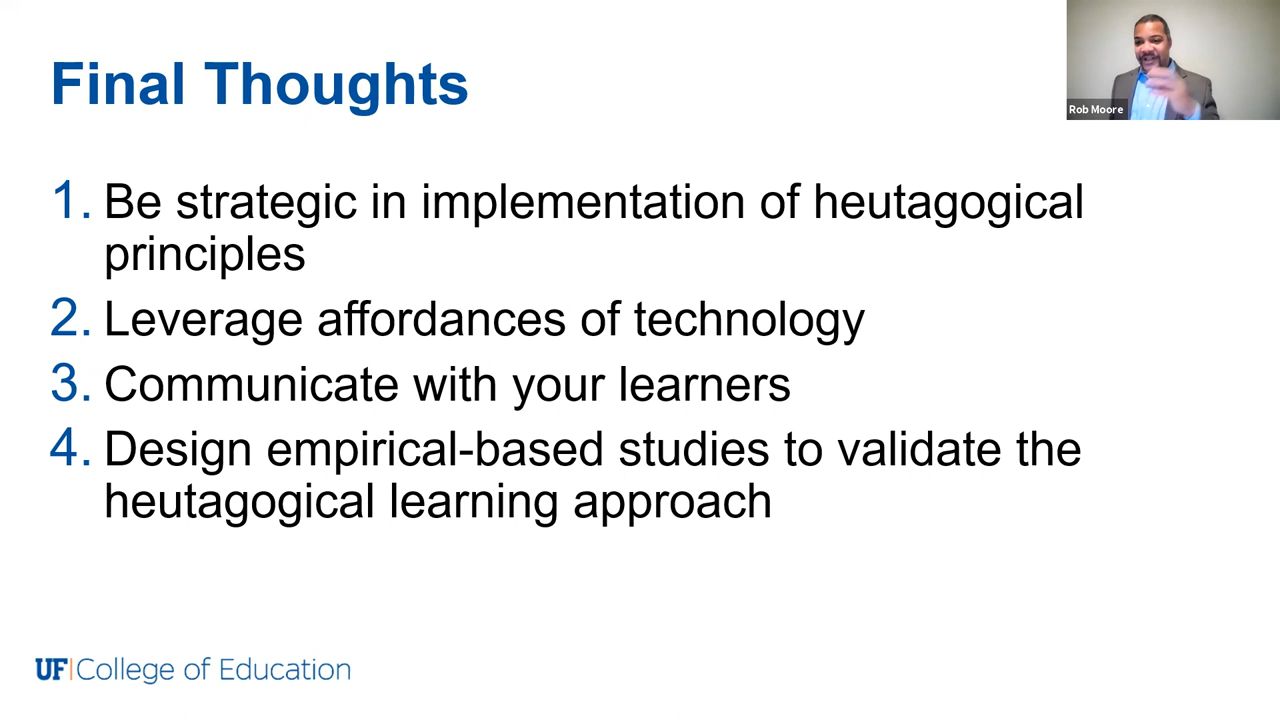 Final Thoughts
Rob Moore
1. Be strategic in implementation of heutagogical
principles
2. Leverage affordances of technology
3. Communicate with your learners
4. Design empirical-based studies to validate the
heutagogical learning approach
UF College of Education